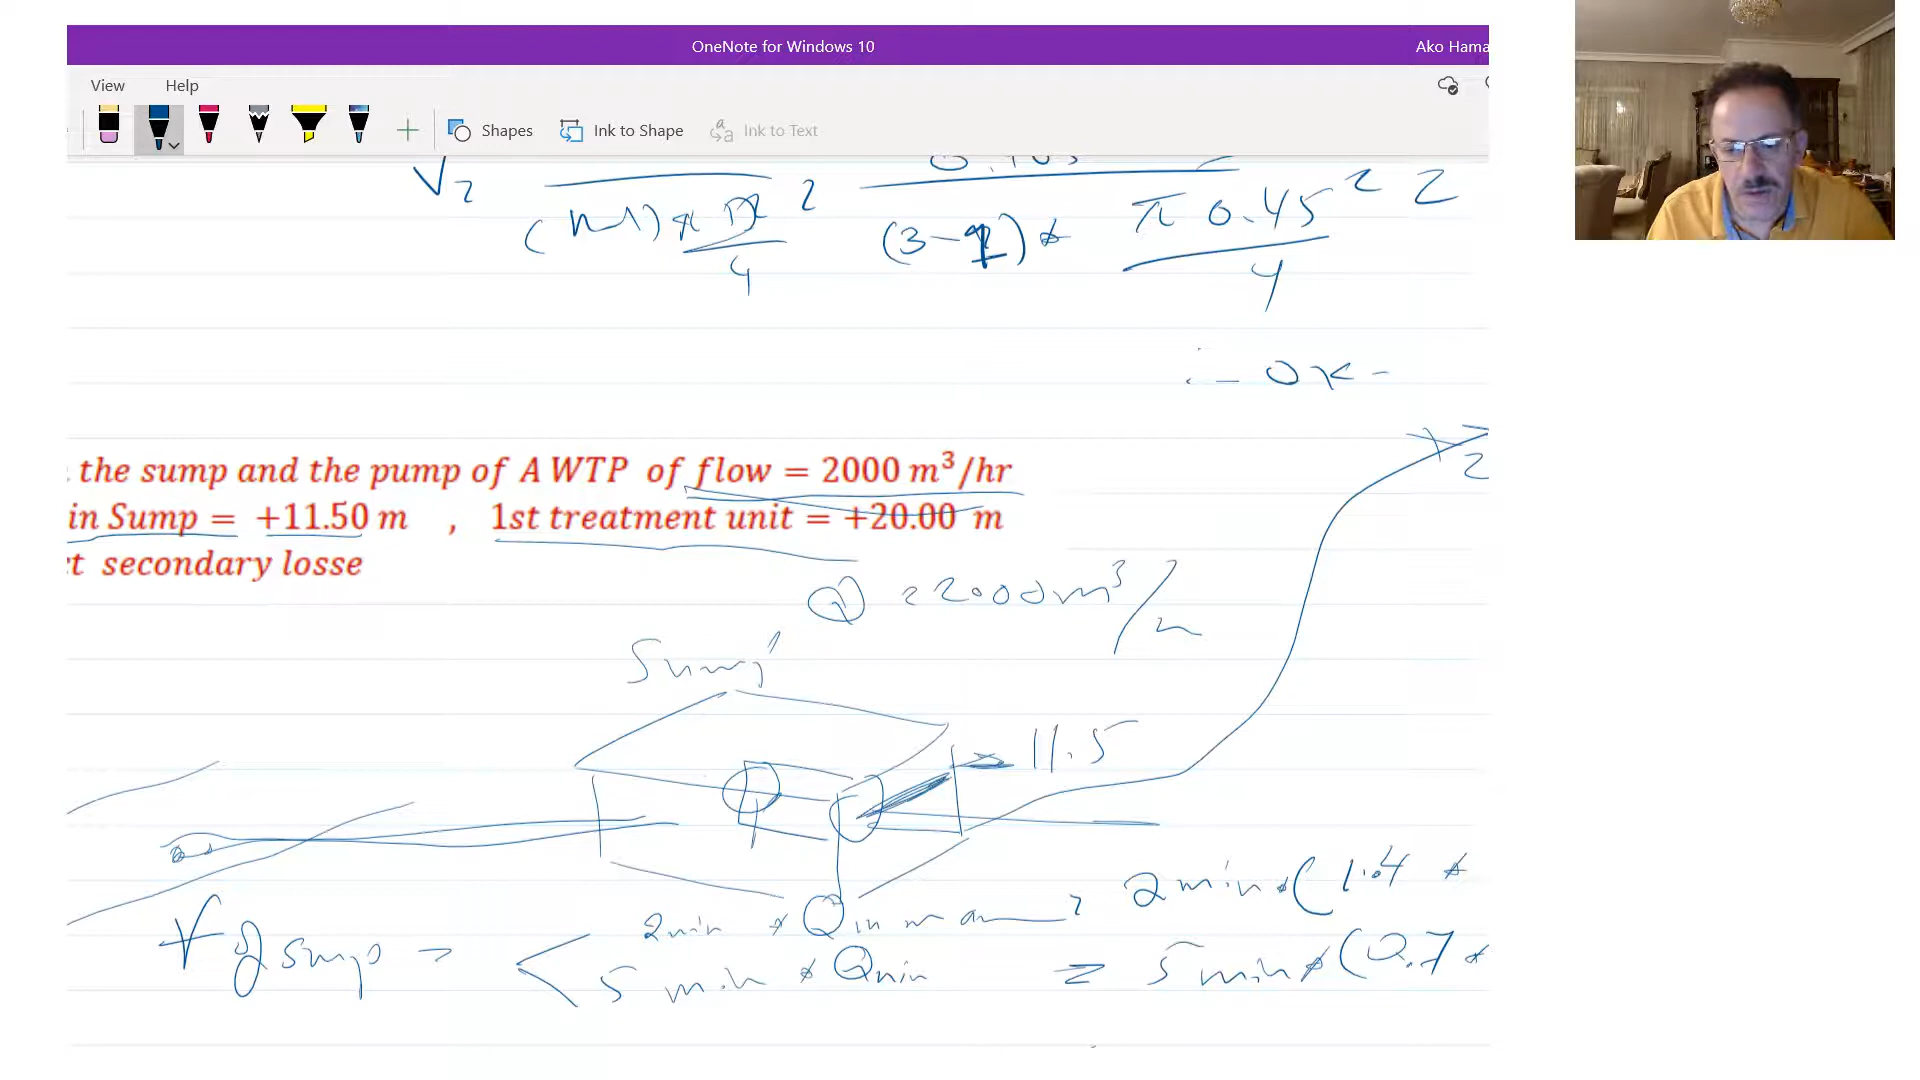 OneNote for Windows 10
Ako Hama
View Help
Shapes Ink to Shape Ink to Text
V2
(n-1) * π 2
4
(3-1) *
π 0.45² 2
4
OK -
the sump and the pump of A WTP of flow = 2000 m³/hr
in Sump = +11.50 m , 1st treatment unit = +20.00 m
t secondary losse
Q = 2000 m³/h
Sump
11.5
V of sump =
2 min * Qin max = 2 min * (1.4 *
5 min * Qmin = 5 min * (0.7 *